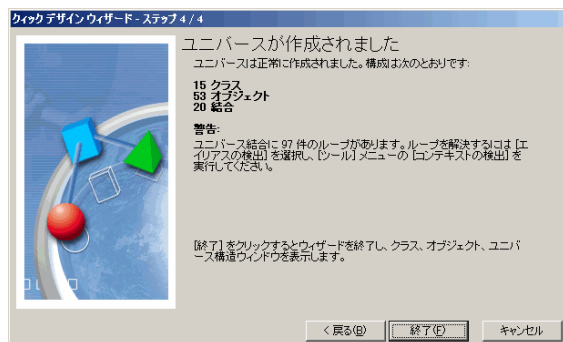 クィック デザイン ウィザード - ステップ 4 / 4
ユニバースが作成されました
ユニバースは正常に作成されました。構成は次のとおりです:
15 クラス
53 オブジェクト
20 結合
警告:
ユニバース結合に 97 件のループがあります。ループを解決するには [エ
イリアスの検出] を選択し、[ツール] メニューの [コンテキストの検出] を
実行してください。
[終了] をクリックするとウィザードを終了し、クラス、オブジェクト、ユニバ
ース構造ウィンドウを表示します。
< 戻る(B)
終了(F)
キャンセル